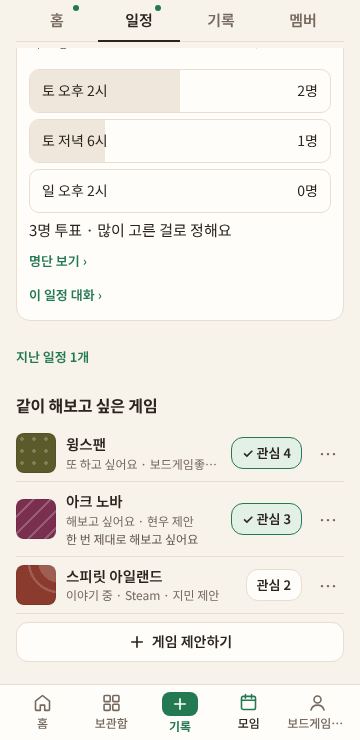 홈
일정
기록
멤버
토 오후 2시
2명
토 저녁 6시
1명
일 오후 2시
0명
3명 투표 · 많이 고른 걸로 정해요
명단 보기 ›
이 일정 대화 ›
지난 일정 1개
같이 해보고 싶은 게임
윙스팬
또 하고 싶어요 · 보드게임좋…
✓ 관심 4
…
아크 노바
해보고 싶어요 · 현우 제안
한 번 제대로 해보고 싶어요
✓ 관심 3
…
스피릿 아일랜드
이야기 중 · Steam · 지민 제안
관심 2
…
+ 게임 제안하기
홈
보관함
기록
모임
보드게임…